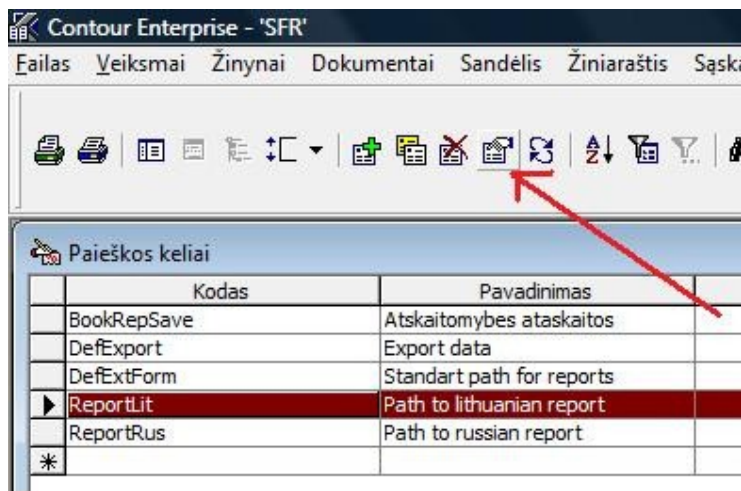 Contour Enterprise - 'SFR'
Failas Veiksmai Žinynai Dokumentai Sandėlis Žiniaraštis
Paieškos keliai
Kodas Pavadinimas
BookRepSave Atskaitomybes ataskaitos
DefExport Export data
DefExtForm Standart path for reports
ReportLit Path to lithuanian report
ReportRus Path to russian report